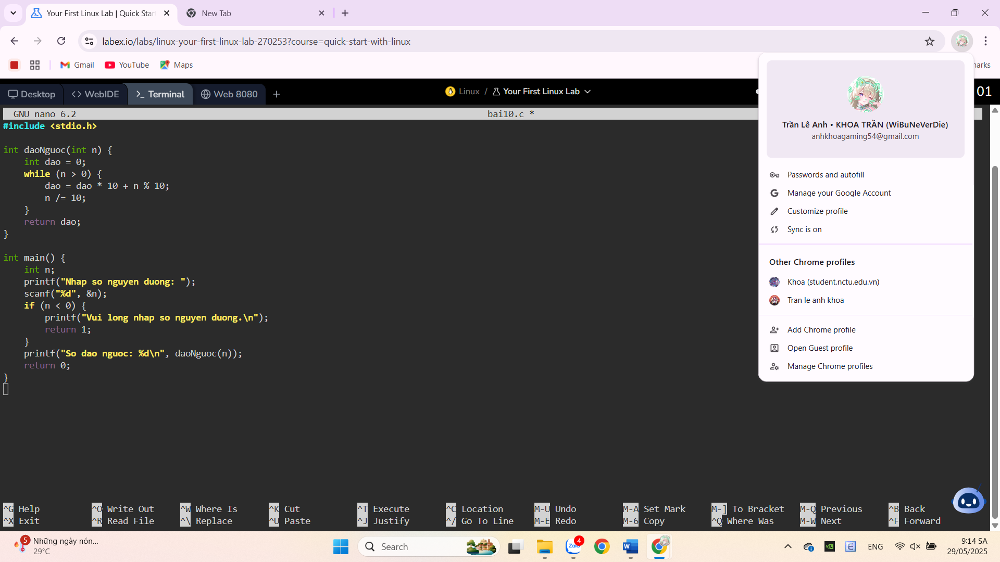 Your First Linux Lab | Quick Star
New Tab
labex.io/labs/linux-your-first-linux-lab-270253?course=quick-start-with-linux
Gmail
YouTube
Maps
Desktop
WebIDE
Terminal
Web 8080
Linux / Your First Linux Lab
01
GNU nano 6.2
bai10.c *
#include <stdio.h>
int daoNguoc(int n) {
    int dao = 0;
    while (n > 0) {
        dao = dao * 10 + n % 10;
        n /= 10;
    }
    return dao;
}
int main() {
    int n;
    printf("Nhap so nguyen duong: ");
    scanf("%d", &n);
    if (n < 0) {
        printf("Vui long nhap so nguyen duong.\n");
        return 1;
    }
    printf("So dao nguoc: %d\n", daoNguoc(n));
    return 0;
}
Trần Lê Anh • KHOA TRẦN (WiBuNeVerDie)
anhkhoagaming54@gmail.com
Passwords and autofill
Manage your Google Account
Customize profile
Sync is on
Other Chrome profiles
Khoa (student.nctu.edu.vn)
Tran le anh khoa
Add Chrome profile
Open Guest profile
Manage Chrome profiles
^G Help ^O Write Out ^W Where Is ^K Cut ^T Execute ^C Location M-U Undo M-A Set Mark M-] To Bracket M-Q Previous ^B Back
^X Exit ^R Read File ^\ Replace ^U Paste ^J Justify ^/ Go To Line M-E Redo M-6 Copy ^Q Where Was M-W Next ^F Forward
5
Những ngày nón...
29°C
Search
Zalo
4
ENG
9:14 SA
29/05/2025